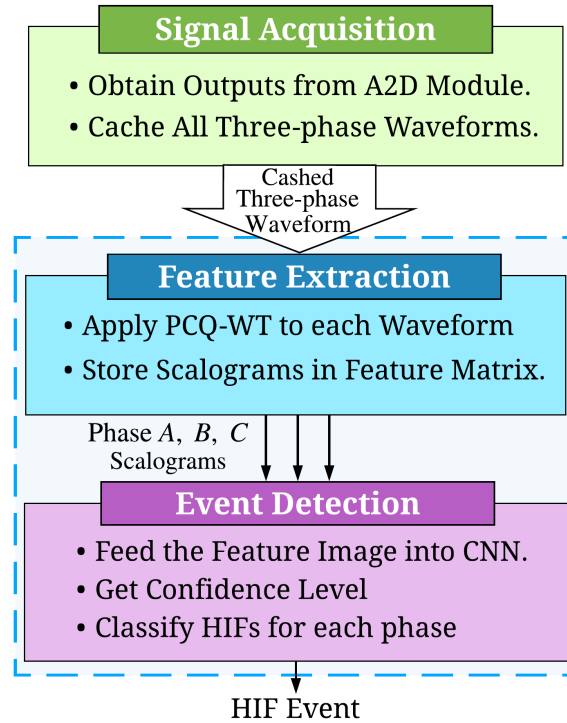 Signal Acquisition
• Obtain Outputs from A2D Module.
• Cache All Three-phase Waveforms.
Cashed
Three-phase
Waveform
Feature Extraction
• Apply PCQ-WT to each Waveform
• Store Scalograms in Feature Matrix.
Phase A, B, C
Scalograms
Event Detection
• Feed the Feature Image into CNN.
• Get Confidence Level
• Classify HIFs for each phase
HIF Event